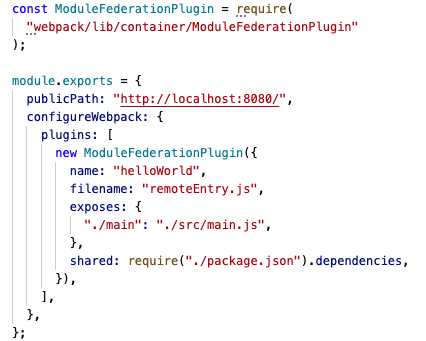 const ModuleFederationPlugin = require(
  "webpack/lib/container/ModuleFederationPlugin"
);

module.exports = {
  publicPath: "http://localhost:8080/",
  configureWebpack: {
    plugins: [
      new ModuleFederationPlugin({
        name: "helloWorld",
        filename: "remoteEntry.js",
        exposes: {
          "./main": "./src/main.js",
        },
        shared: require("./package.json").dependencies,
      }),
    ],
  },
};